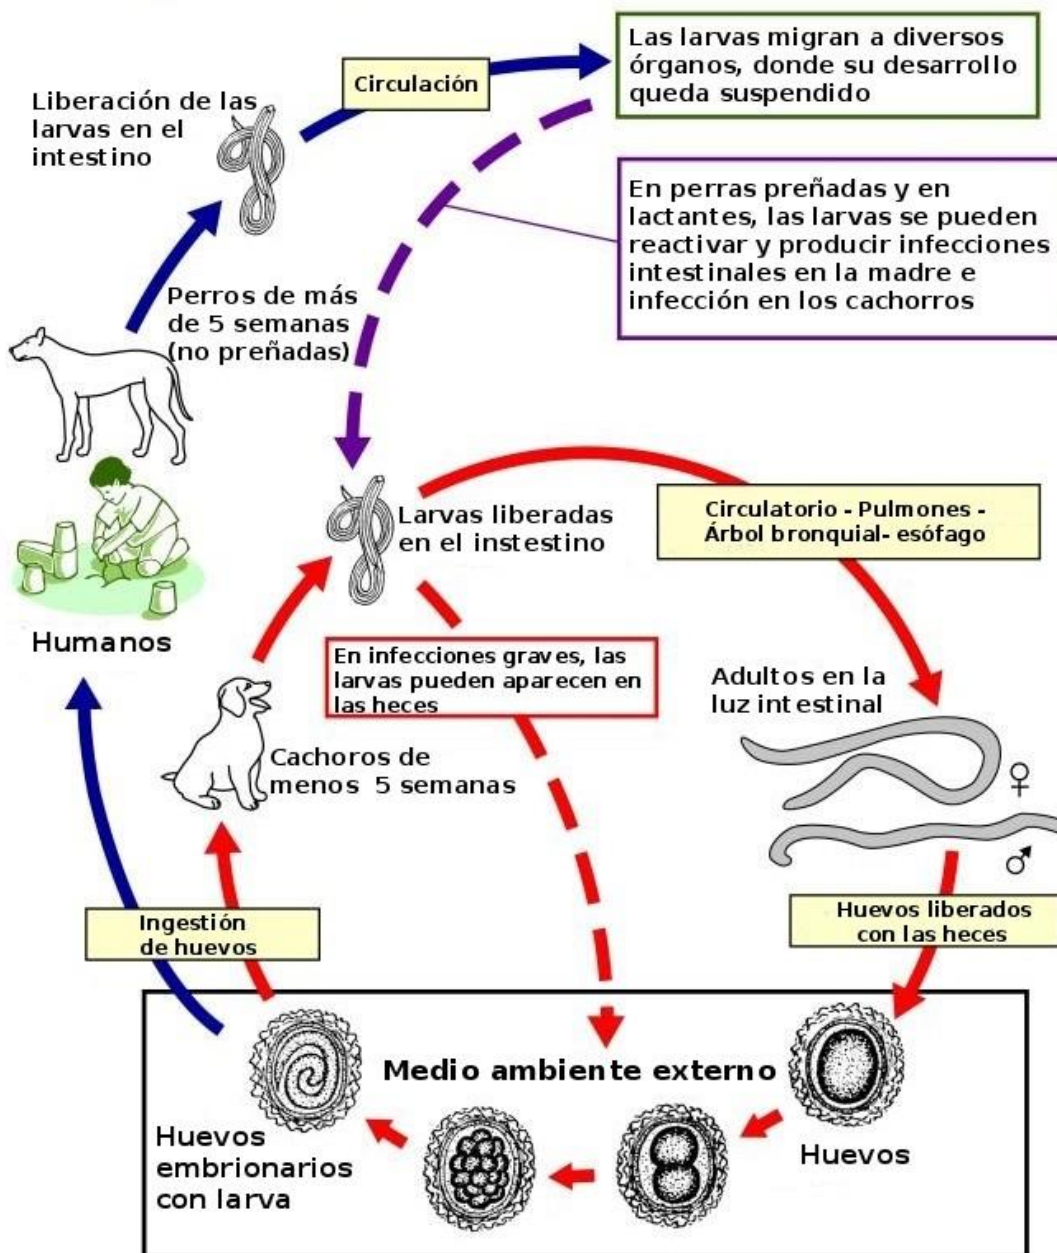 Las larvas migran a diversos
órganos, donde su desarrollo
queda suspendido
Circulación
Liberación de las
larvas en el
intestino
En perras preñadas y en
lactantes, las larvas se pueden
reactivar y producir infecciones
intestinales en la madre e
infección en los cachorros
Perros de más
de 5 semanas
(no preñadas)
Larvas liberadas
en el instestino
Circulatorio - Pulmones -
Árbol bronquial- esófago
Humanos
En infecciones graves, las
larvas pueden aparecen en
las heces
Adultos en la
luz intestinal
♀
♂
Cachoros de
menos 5 semanas
Ingestión
de huevos
Huevos liberados
con las heces
Medio ambiente externo
Huevos
embrionarios
con larva
Huevos